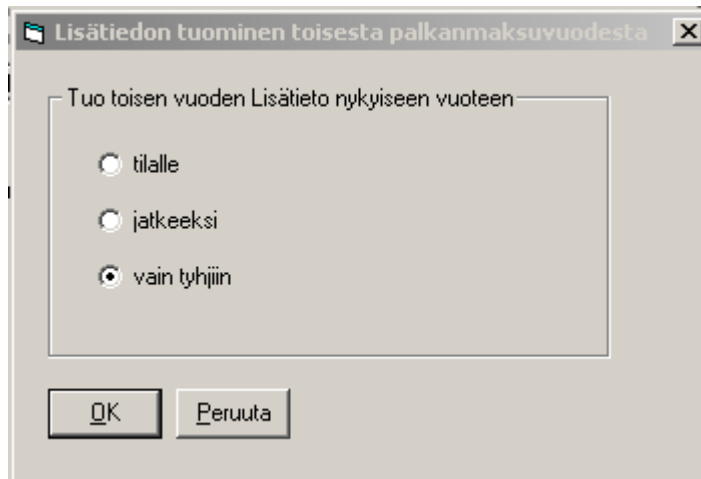 Lisätiedon tuominen toisesta palkanmaksuvuodesta
Tuo toisen vuoden Lisätieto nykyiseen vuoteen
tilalle
jatkeeksi
vain tyhjiin
OK
Peruuta